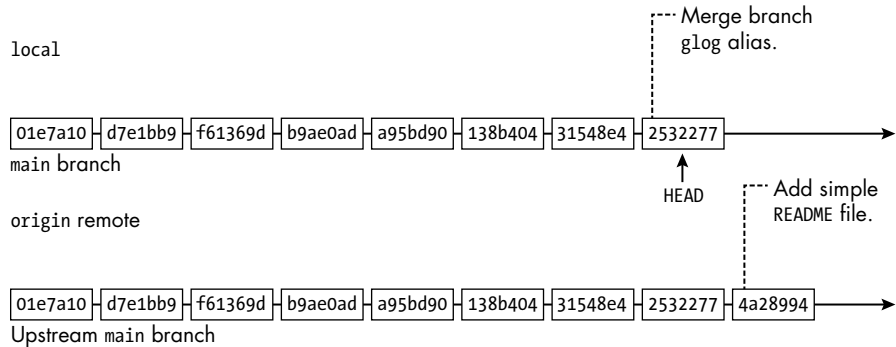 Merge branch
glog alias.
local
01e7a10 d7e1bb9 f61369d b9ae0ad a95bd90 138b404 31548e4 2532277
main branch
HEAD
Add simple
README file.
origin remote
01e7a10 d7e1bb9 f61369d b9ae0ad a95bd90 138b404 31548e4 2532277 4a28994
Upstream main branch